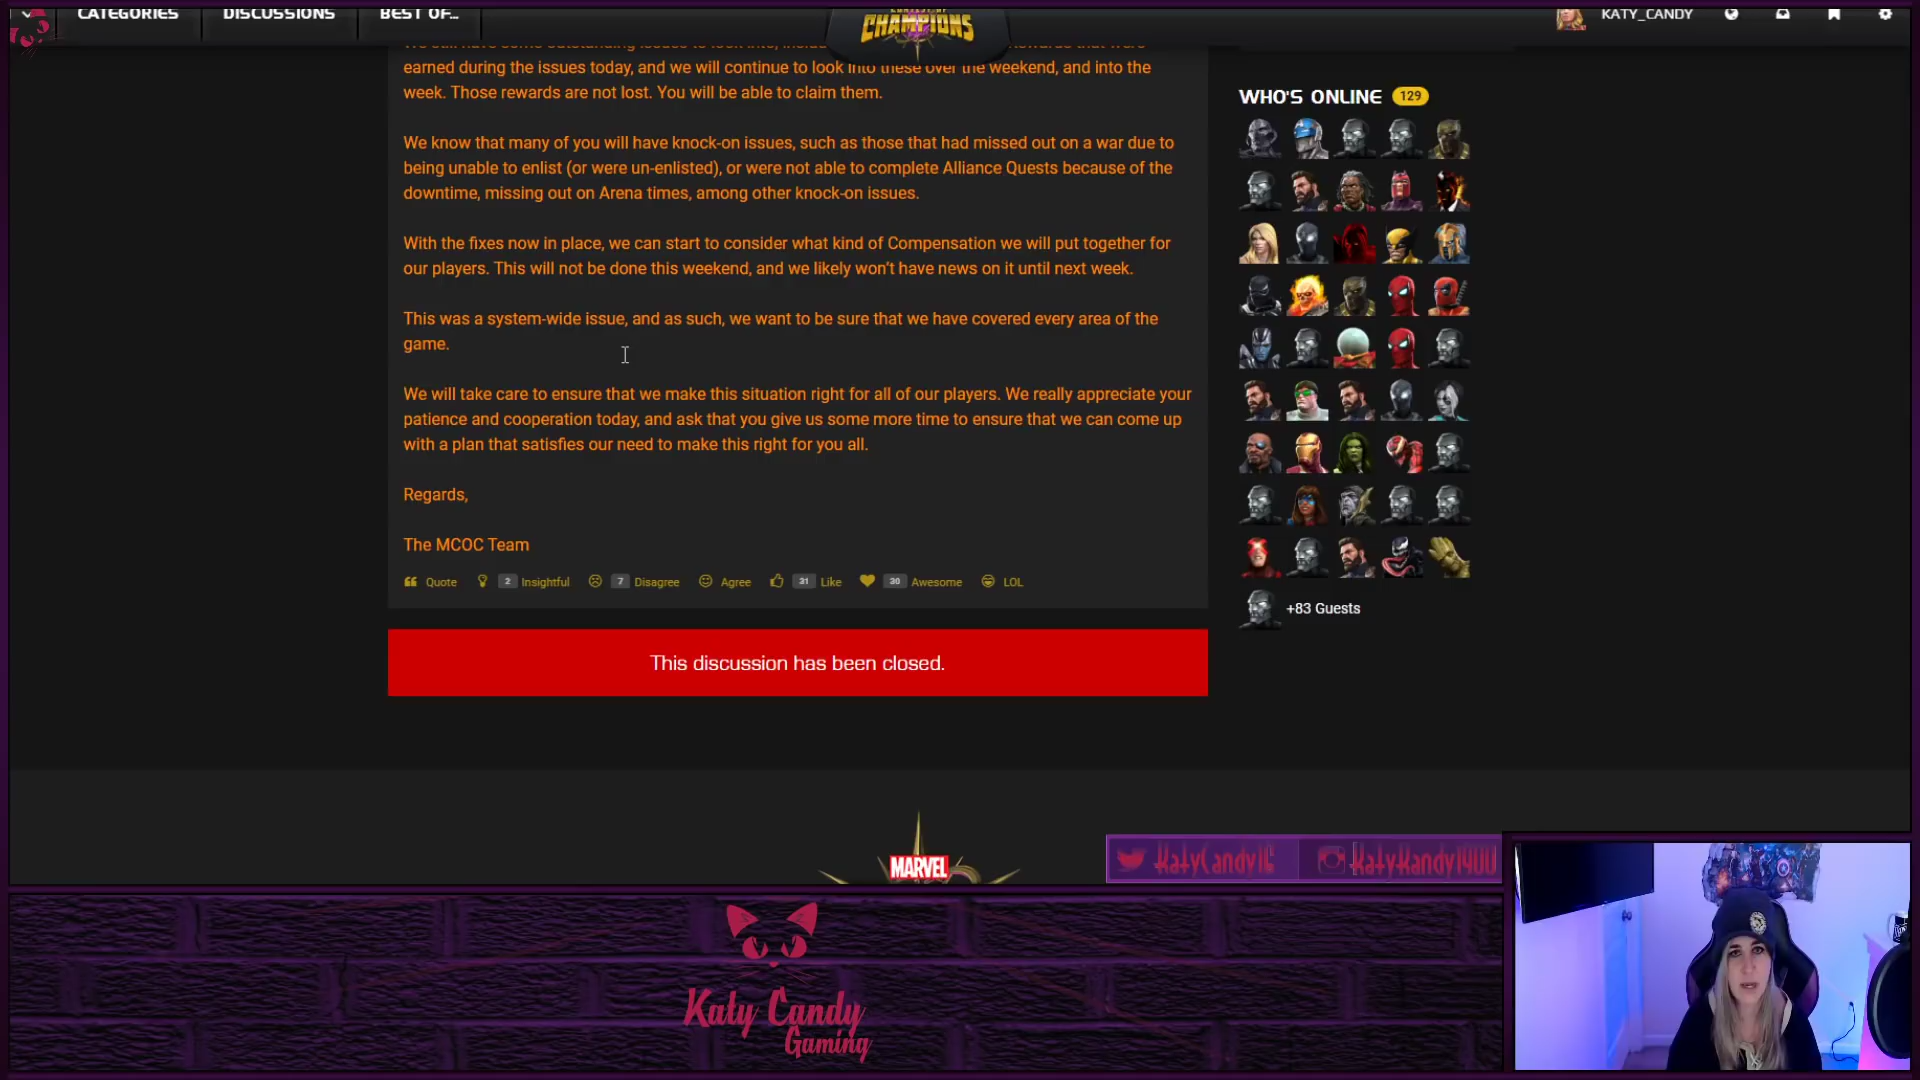 CATEGORIES
DISCUSSIONS
BEST OF...
CHAMPIONS
KATY_CANDY
earned during the issues today, and we will continue to look into these over the weekend, and into the
week. Those rewards are not lost. You will be able to claim them.
We know that many of you will have knock-on issues, such as those that had missed out on a war due to
being unable to enlist (or were un-enlisted), or were not able to complete Alliance Quests because of the
downtime, missing out on Arena times, among other knock-on issues.
With the fixes now in place, we can start to consider what kind of Compensation we will put together for
our players. This will not be done this weekend, and we likely won't have news on it until next week.
This was a system-wide issue, and as such, we want to be sure that we have covered every area of the
game.
We will take care to ensure that we make this situation right for all of our players. We really appreciate your
patience and cooperation today, and ask that you give us some more time to ensure that we can come up
with a plan that satisfies our need to make this right for you all.
Regards,
The MCOC Team
Quote 2 Insightful 7 Disagree Agree 31 Like 30 Awesome LOL
This discussion has been closed.
WHO'S ONLINE 129
+83 Guests
MARVEL
Katy Candy
Gaming